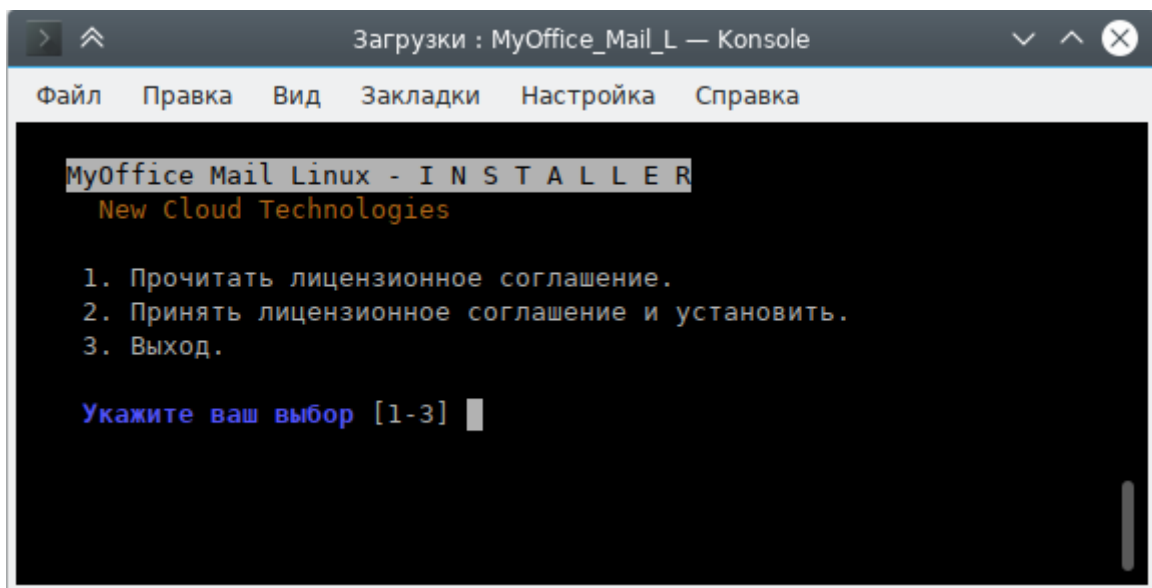 Загрузки : MyOffice_Mail_L — Konsole
Файл Правка Вид Закладки Настройка Справка
MyOffice Mail Linux - I N S T A L L E R
New Cloud Technologies
1. Прочитать лицензионное соглашение.
2. Принять лицензионное соглашение и установить.
3. Выход.
Укажите ваш выбор [1-3]